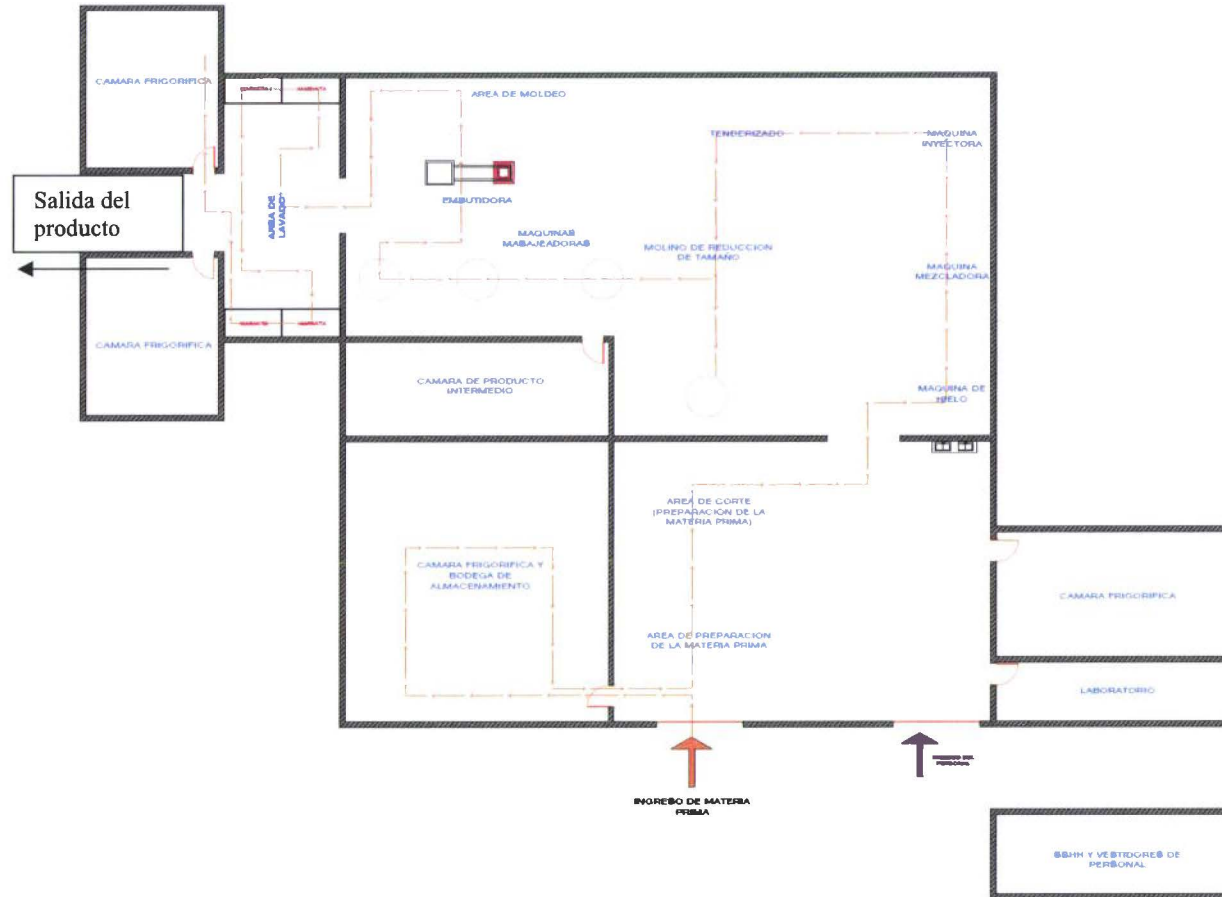 CAMARA FRIGORIFICA
AREA DE MOLDEO
TENDERIZADO
MAQUINA
INYECTORA
Salida del
producto
AREA DE
LAVADO
EMBUTIDORA
MAQUINAS
MASAJEADORAS
MOLINO DE REDUCCION
DE TAMAÑO
MAQUINA
MEZCLADORA
CAMARA FRIGORIFICA
CAMARA DE PRODUCTO
INTERMEDIO
MAQUINA DE
HIELO
AREA DE CORTE
(PREPARACION DE LA
MATERIA PRIMA)
CAMARA FRIGORIFICA Y
BODEGA DE
ALMACENAMIENTO
CAMARA FRIGORIFICA
AREA DE PREPARACION
DE LA MATERIA PRIMA
LABORATORIO
INGRESO DEL
PERSONAL
INGRESO DE MATERIA
PRIMA
SSHH Y VESTIDORES DE
PERSONAL